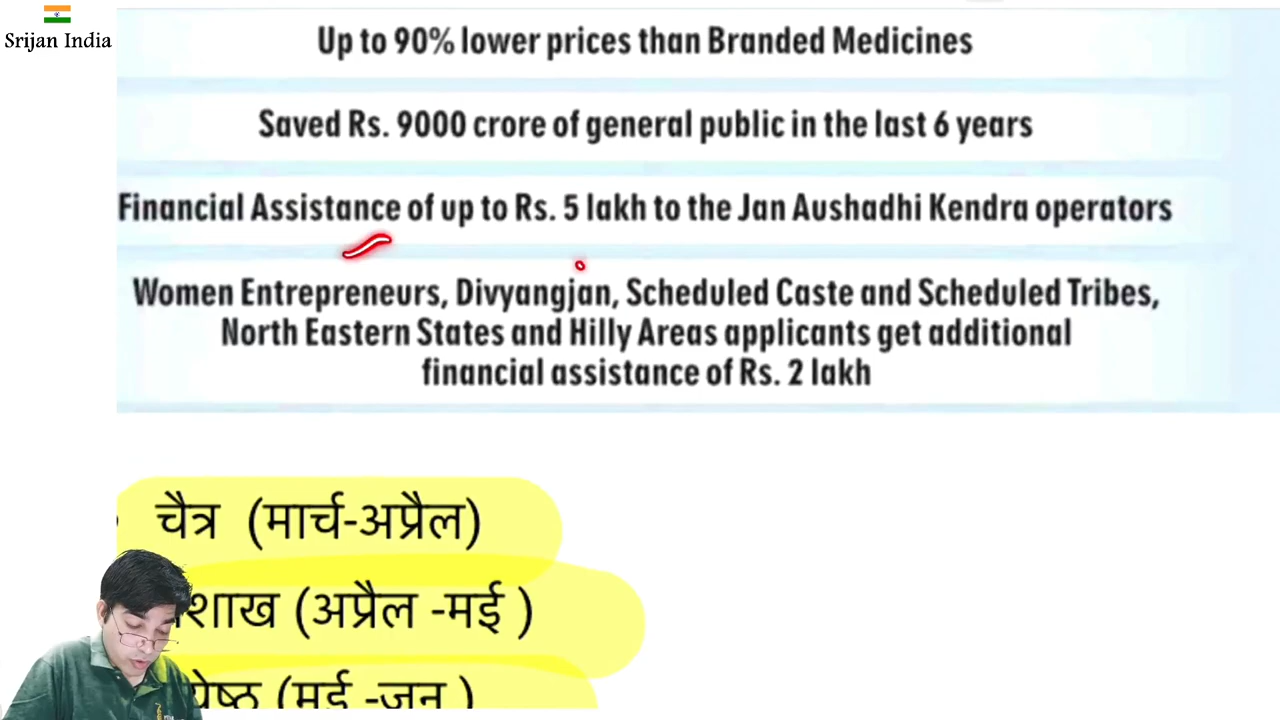 Srijan India
Up to 90% lower prices than Branded Medicines
Saved Rs. 9000 crore of general public in the last 6 years
Financial Assistance of up to Rs. 5 lakh to the Jan Aushadhi Kendra operators
Women Entrepreneurs, Divyangjan, Scheduled Caste and Scheduled Tribes,
North Eastern States and Hilly Areas applicants get additional
financial assistance of Rs. 2 lakh
चैत्र (मार्च-अप्रैल)
(अप्रैल -मई )
(मई -जून )